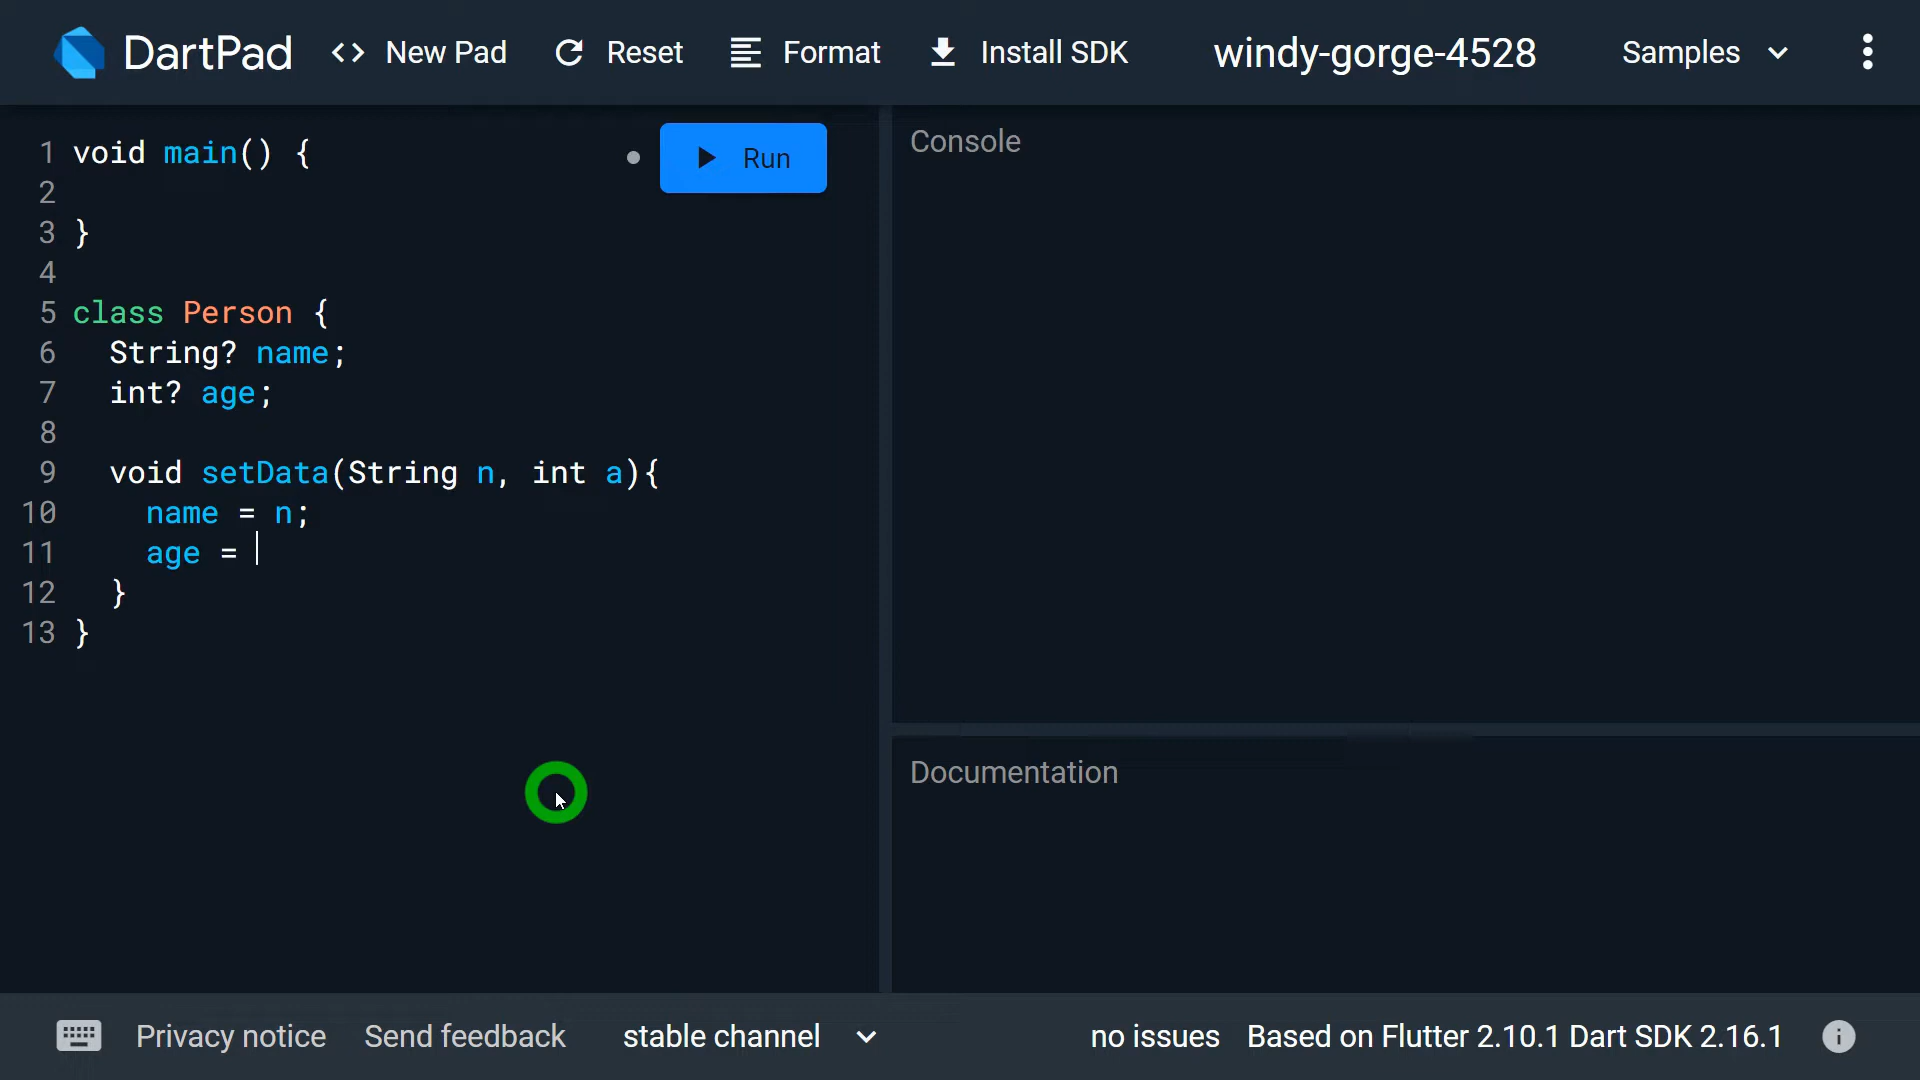 DartPad <> New Pad Reset Format Install SDK windy-gorge-4528 Samples
1 void main() {
Run
2
3 }
4
5 class Person {
6 String? name;
7 int? age;
8
9 void setData(String n, int a){
10 name = n;
11 age =
12 }
13 }
Console
Documentation
Privacy notice Send feedback stable channel no issues Based on Flutter 2.10.1 Dart SDK 2.16.1 i